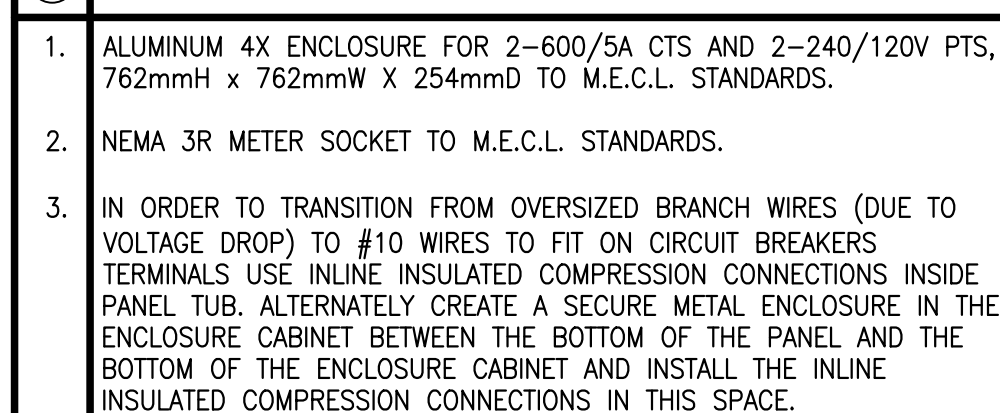 1. ALUMINUM 4X ENCLOSURE FOR 2-600/5A CTS AND 2-240/120V PTS,
762mmH x 762mmW X 254mmD TO M.E.C.L. STANDARDS.
2. NEMA 3R METER SOCKET TO M.E.C.L. STANDARDS.
3. IN ORDER TO TRANSITION FROM OVERSIZED BRANCH WIRES (DUE TO
VOLTAGE DROP) TO #10 WIRES TO FIT ON CIRCUIT BREAKERS
TERMINALS USE INLINE INSULATED COMPRESSION CONNECTIONS INSIDE
PANEL TUB. ALTERNATELY CREATE A SECURE METAL ENCLOSURE IN THE
ENCLOSURE CABINET BETWEEN THE BOTTOM OF THE PANEL AND THE
BOTTOM OF THE ENCLOSURE CABINET AND INSTALL THE INLINE
INSULATED COMPRESSION CONNECTIONS IN THIS SPACE.